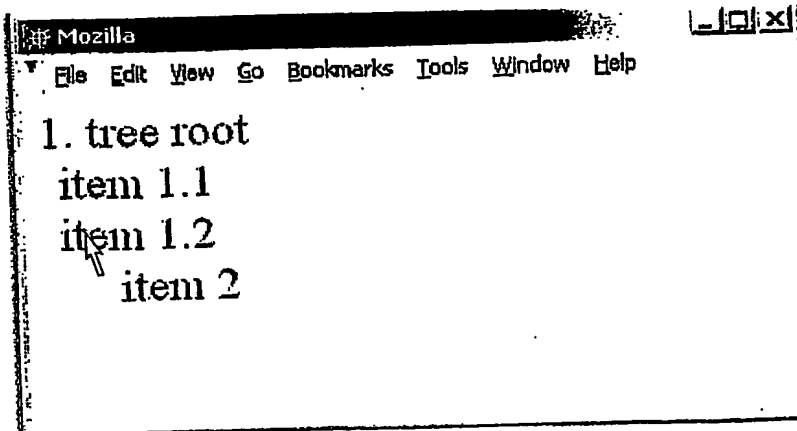 Mozilla
File Edit View Go Bookmarks Tools Window Help
1. tree root
item 1.1
item 1.2
item 2